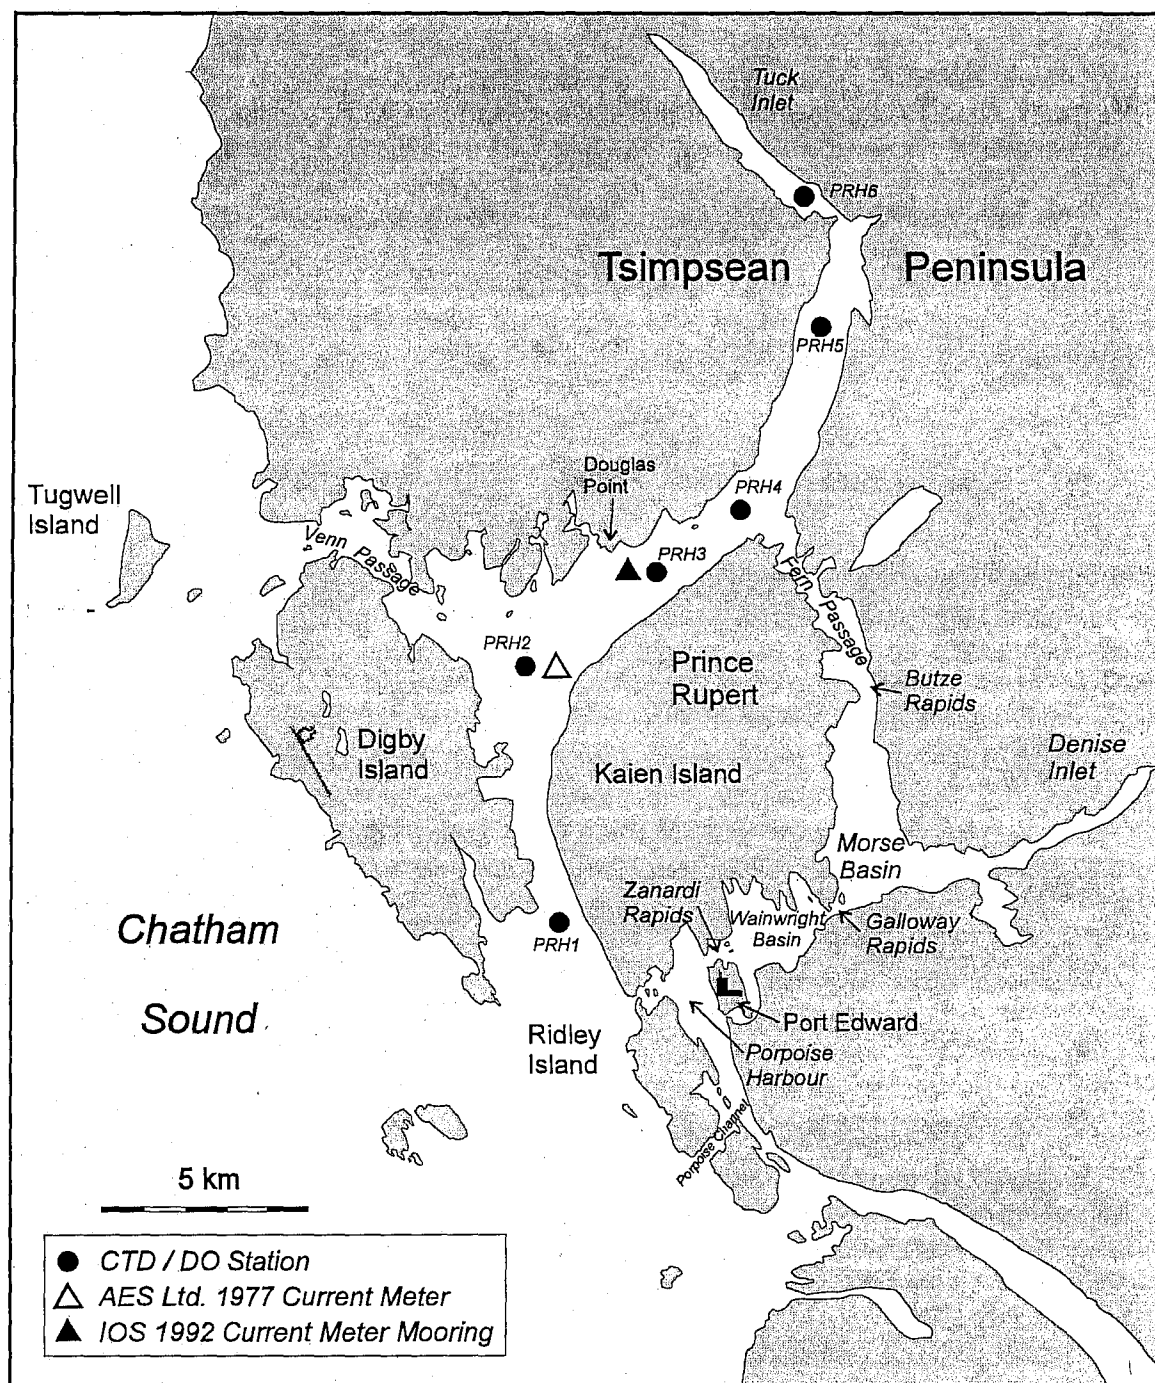 Tuck
Inlet
PRH6
Tsimpsean Peninsula
PRH5
Douglas
Point
PRH4
Tugwell
Island
Venn Passage
PRH3
Fern Passage
PRH2
Prince
Rupert
Butze
Rapids
Denise
Inlet
Digby
Island
Kaien Island
Morse
Basin
Zanardi
Rapids
Wainwright
Basin
Galloway
Rapids
Chatham
Sound
PRH1
Port Edward
Ridley
Island
Porpoise
Harbour
Porpoise Channel
5 km
CTD / DO Station
AES Ltd. 1977 Current Meter
IOS 1992 Current Meter Mooring